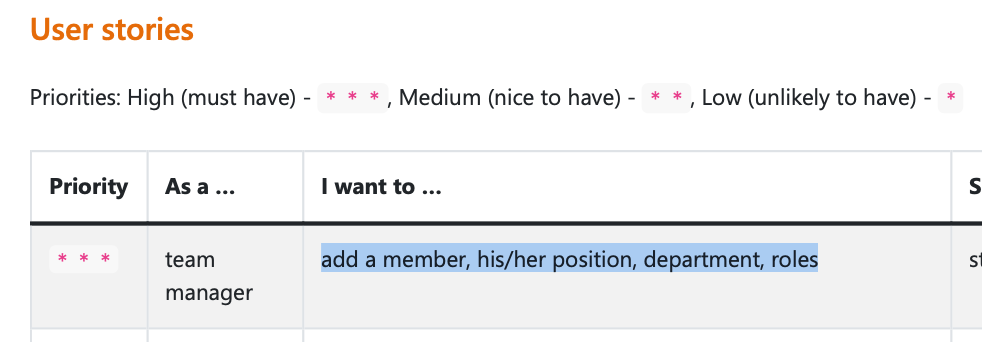 User stories
Priorities: High (must have) - * * *, Medium (nice to have) - * *, Low (unlikely to have) - *
Priority As a … I want to … S
* * * team manager add a member, his/her position, department, roles st